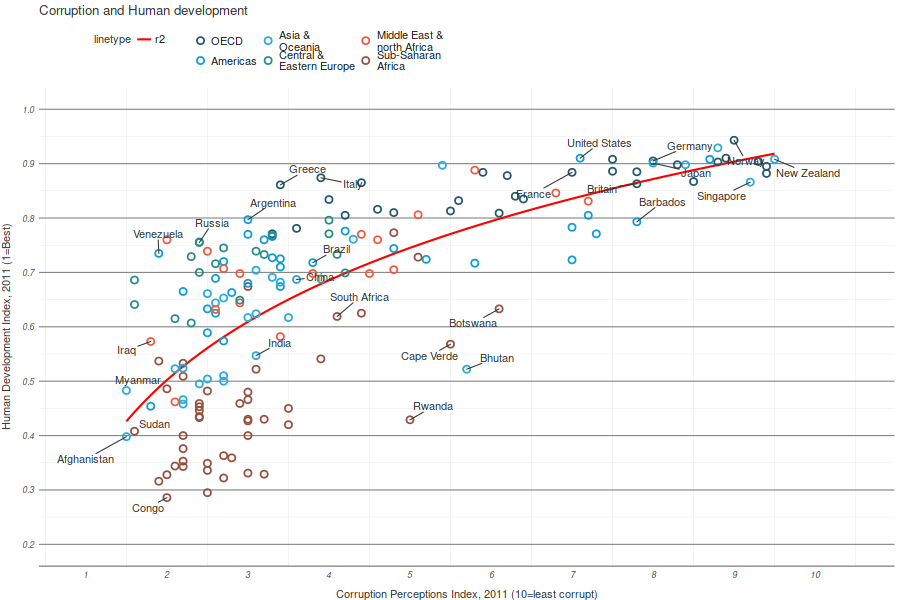 Corruption and Human development
linetype r2
OECD
Americas
Asia &
Oceania
Central &
Eastern Europe
Middle East &
north Africa
Sub-Saharan
Africa
1.0
0.9
0.8
0.7
0.6
0.5
0.4
0.3
0.2
Human Development Index, 2011 (1=Best)
United States
Germany
Norway
Greece
Italy
Japan
New Zealand
France
Britain
Singapore
Argentina
Barbados
Russia
Venezuela
Brazil
China
South Africa
Botswana
India
Iraq
Cape Verde
Bhutan
Myanmar
Rwanda
Sudan
Afghanistan
Congo
1 2 3 4 5 6 7 8 9 10
Corruption Perceptions Index, 2011 (10=least corrupt)